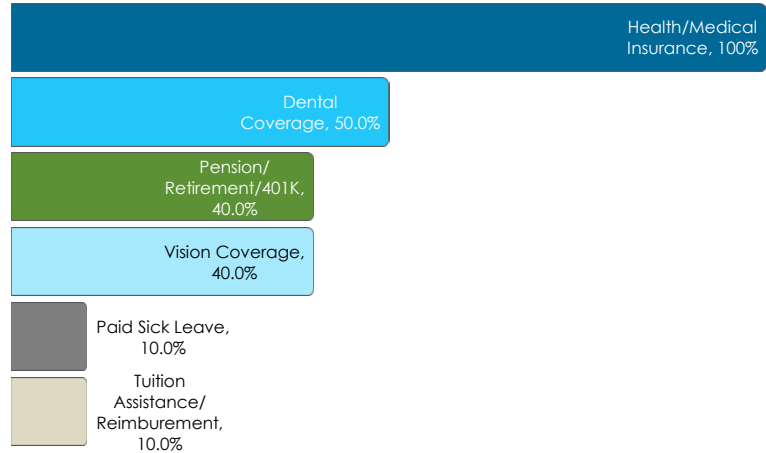 Health/Medical
Insurance, 100%
Dental
Coverage, 50.0%
Pension/
Retirement/401K,
40.0%
Vision Coverage,
40.0%
Paid Sick Leave,
10.0%
Tuition
Assistance/
Reimburement,
10.0%